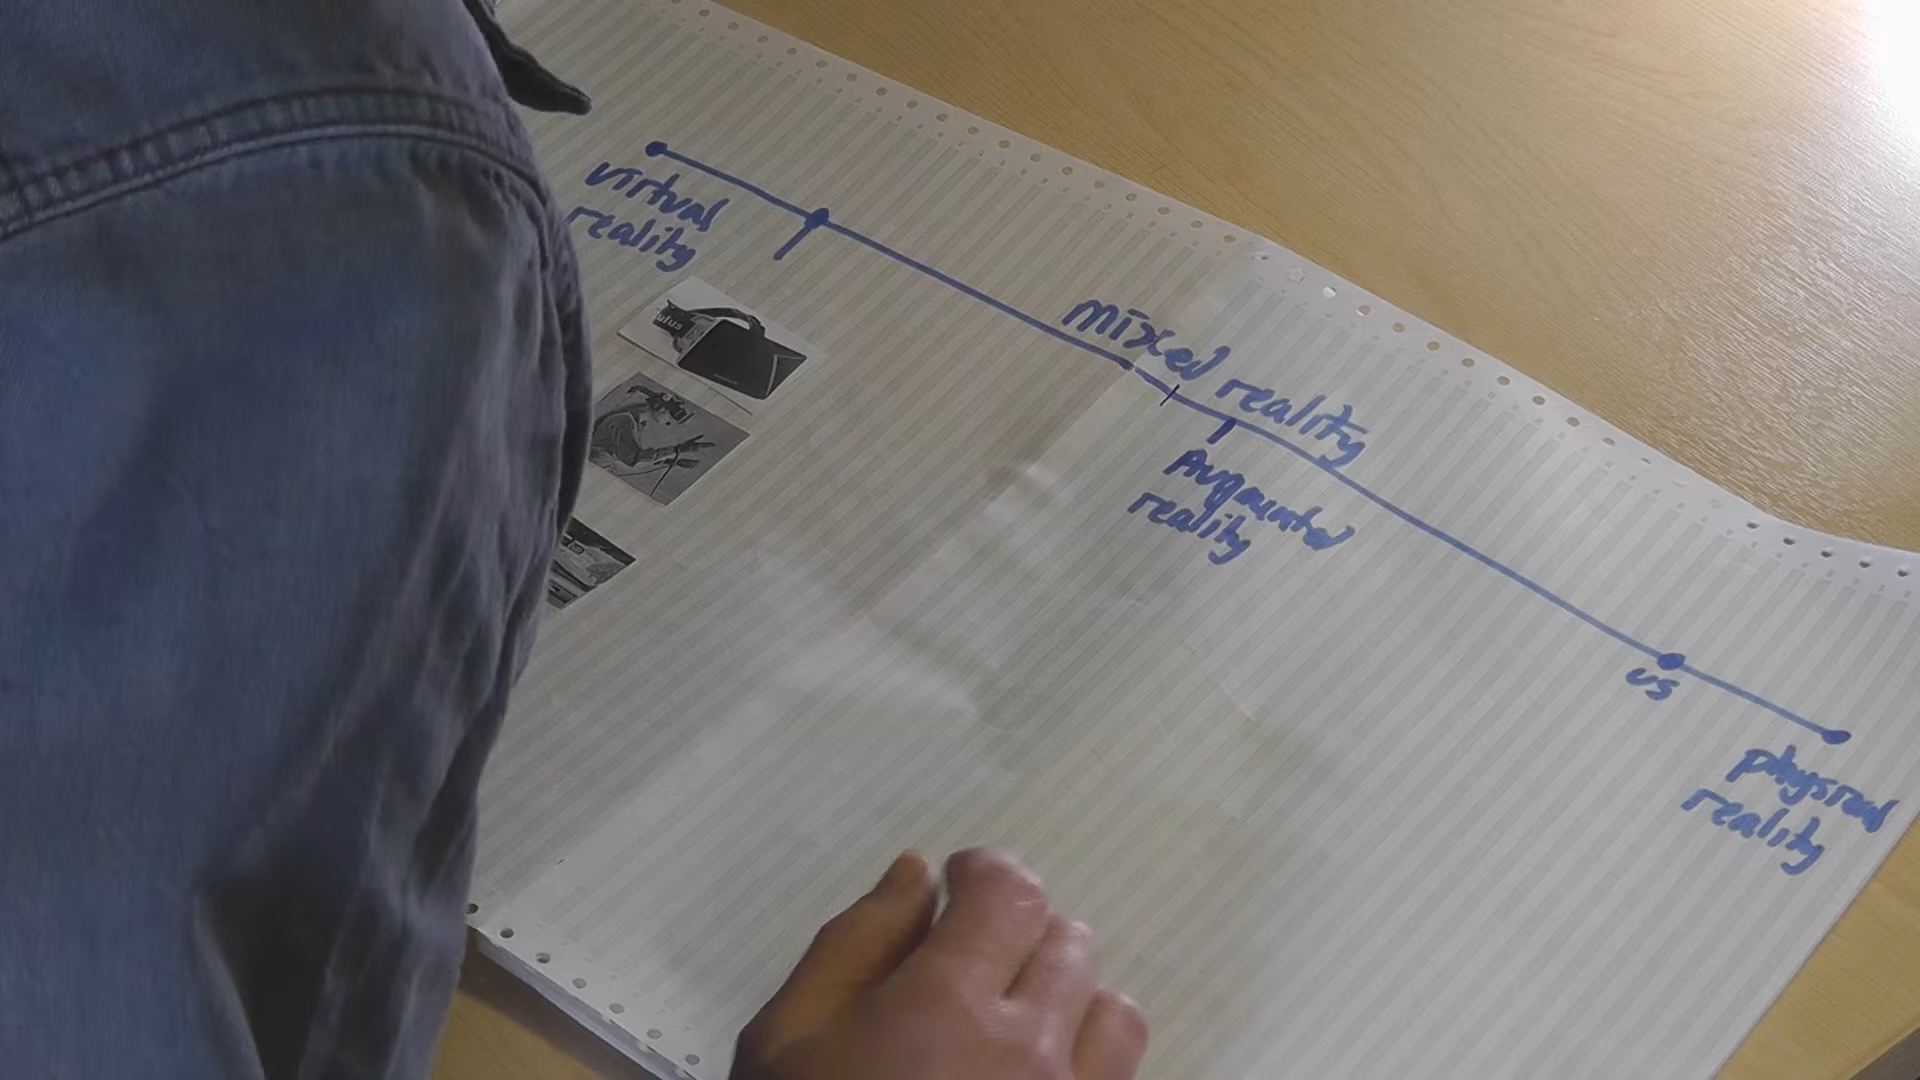 virtual
reality
mixed reality
Augmented
reality
us
physical
reality